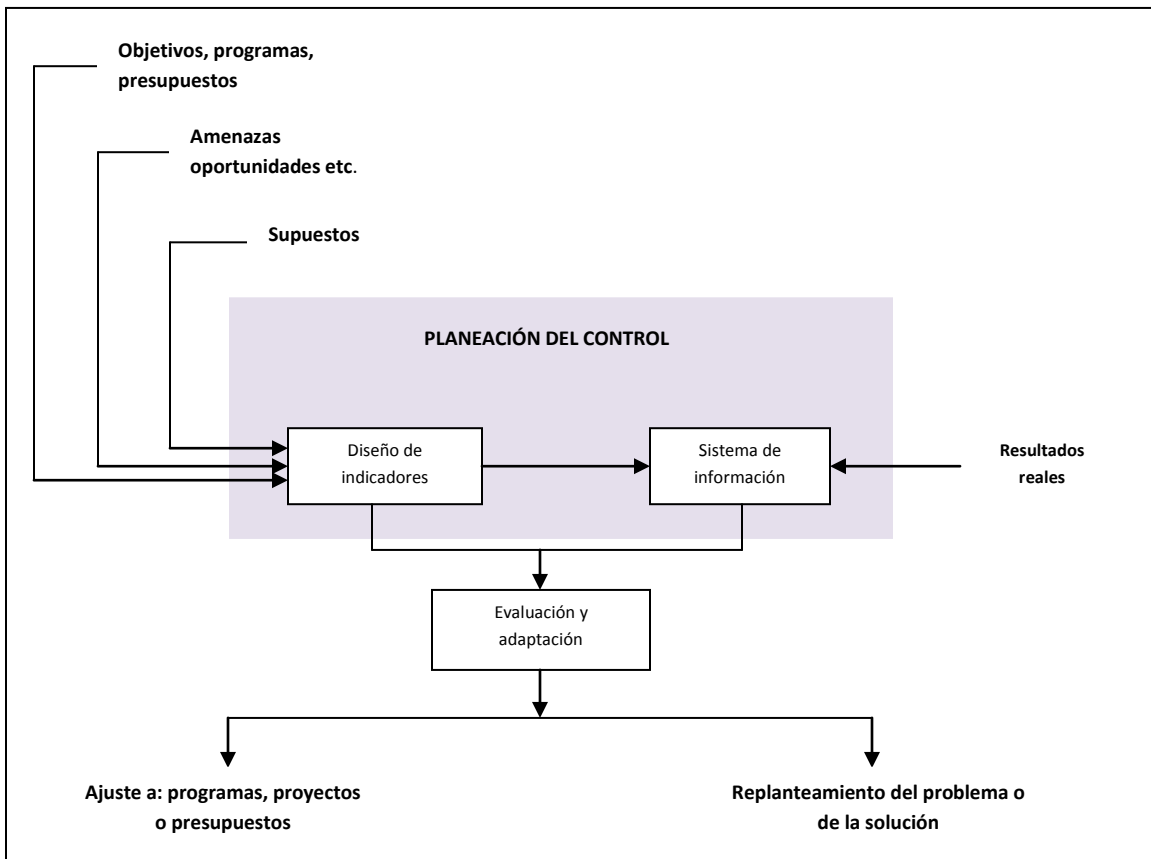 Objetivos, programas,
presupuestos
Amenazas
oportunidades etc.
Supuestos
PLANEACIÓN DEL CONTROL
Diseño de
indicadores
Sistema de
información
Resultados
reales
Evaluación y
adaptación
Ajuste a: programas, proyectos
o presupuestos
Replanteamiento del problema o
de la solución